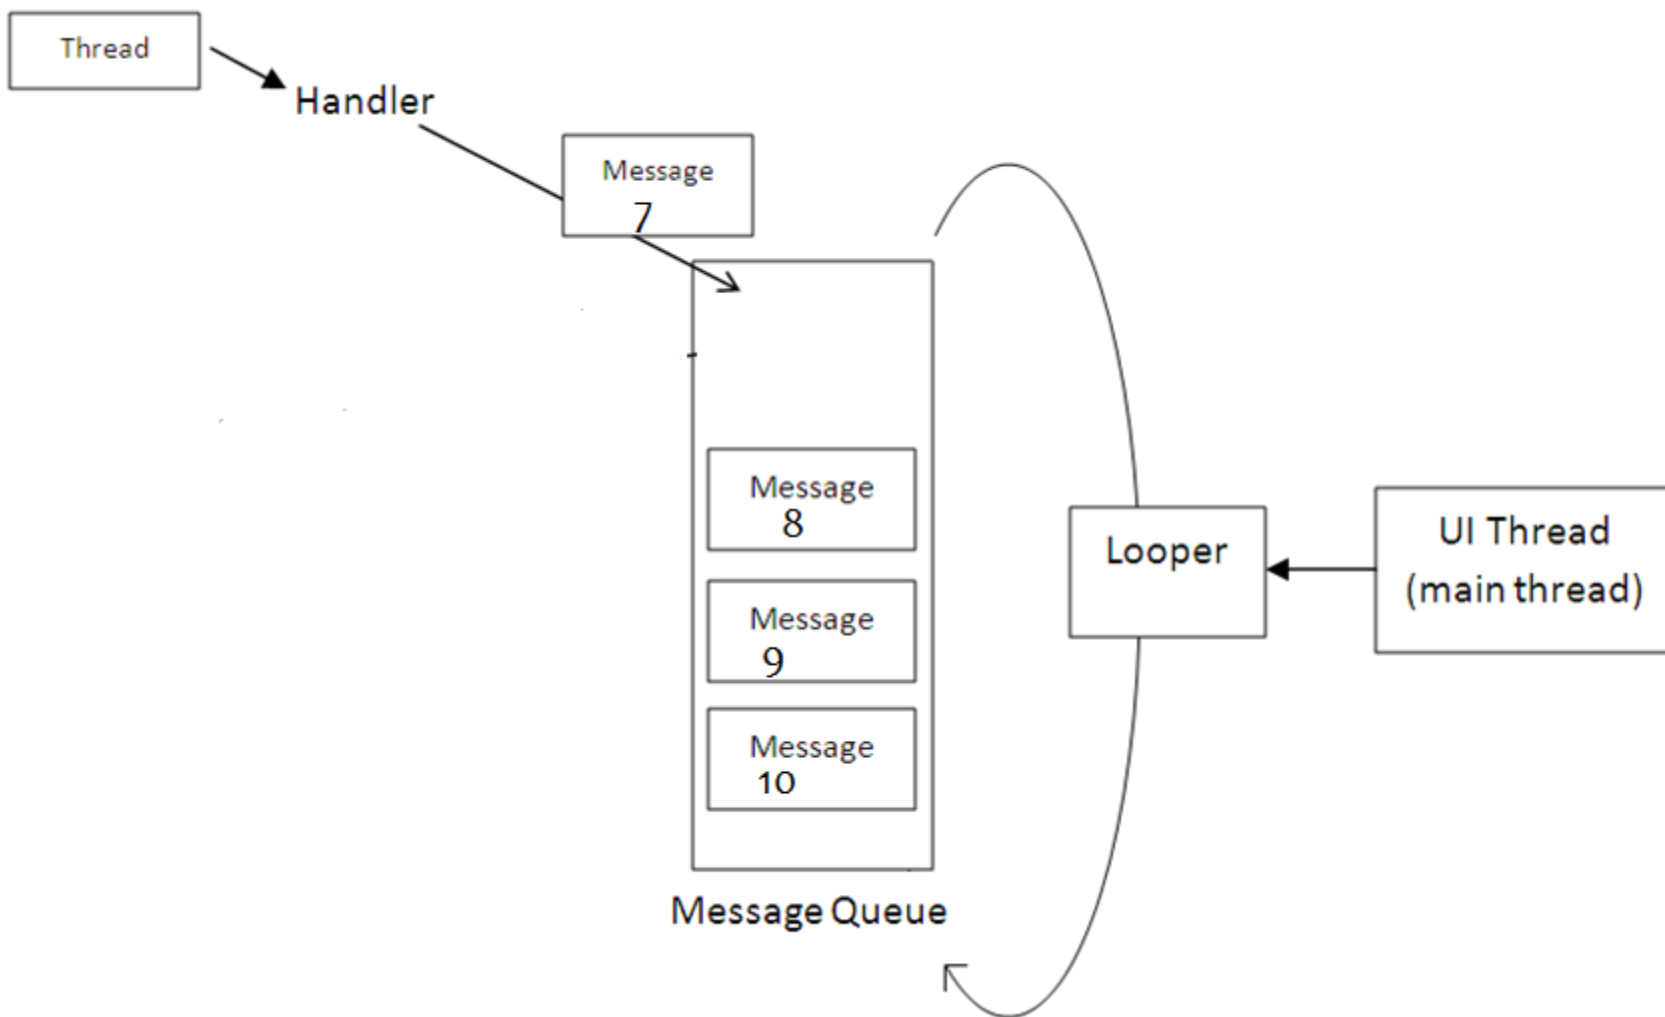 Thread
Handler
Message
7
Message
8
Message
9
Message
10
Message Queue
Looper
UI Thread
(main thread)